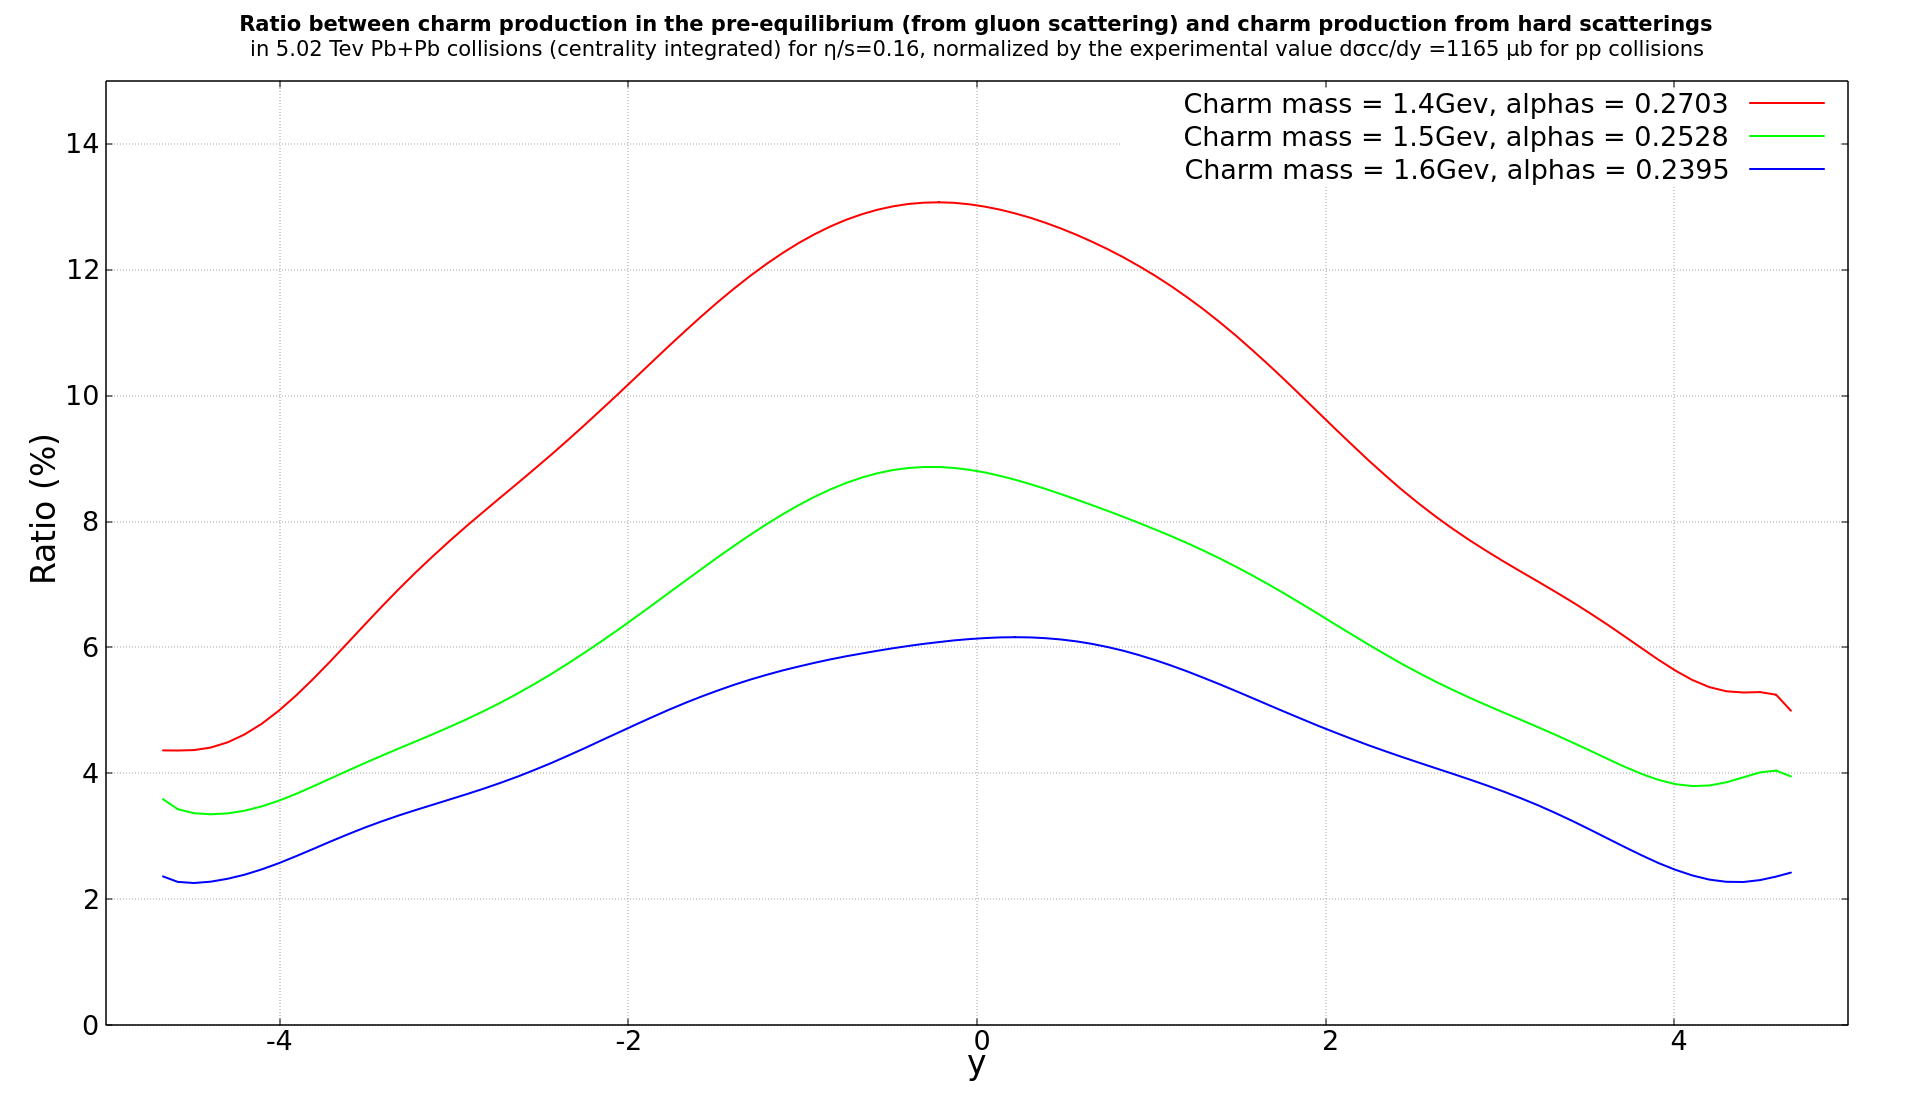 Ratio between charm production in the pre-equilibrium (from gluon scattering) and charm production from hard scatterings
in 5.02 Tev Pb+Pb collisions (centrality integrated) for η/s=0.16, normalized by the experimental value dσcc/dy =1165 μb for pp collisions
Charm mass = 1.4Gev, alphas = 0.2703
Charm mass = 1.5Gev, alphas = 0.2528
Charm mass = 1.6Gev, alphas = 0.2395
Ratio (%)
14
12
10
8
6
4
2
0
-4 -2 0 2 4
y